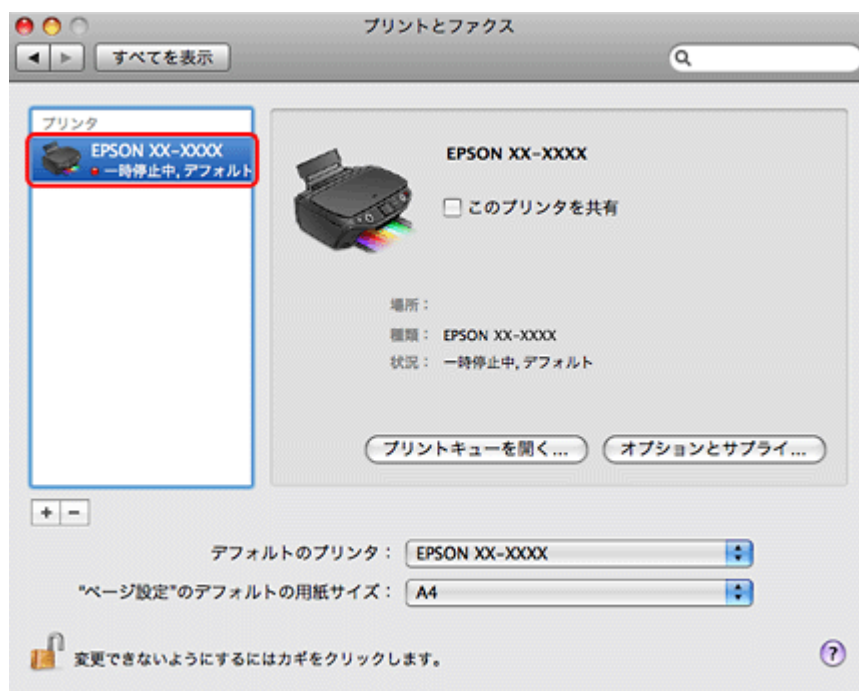 プリントとファクス
すべてを表示
プリンタ
EPSON XX-XXXX
一時停止中, デフォルト
EPSON XX-XXXX
このプリンタを共有
場所：
種類： EPSON XX-XXXX
状況： 一時停止中, デフォルト
プリントキューを開く... オプションとサプライ...
+ −
デフォルトのプリンタ： EPSON XX-XXXX
"ページ設定"のデフォルトの用紙サイズ： A4
変更できないようにするにはカギをクリックします。 ?